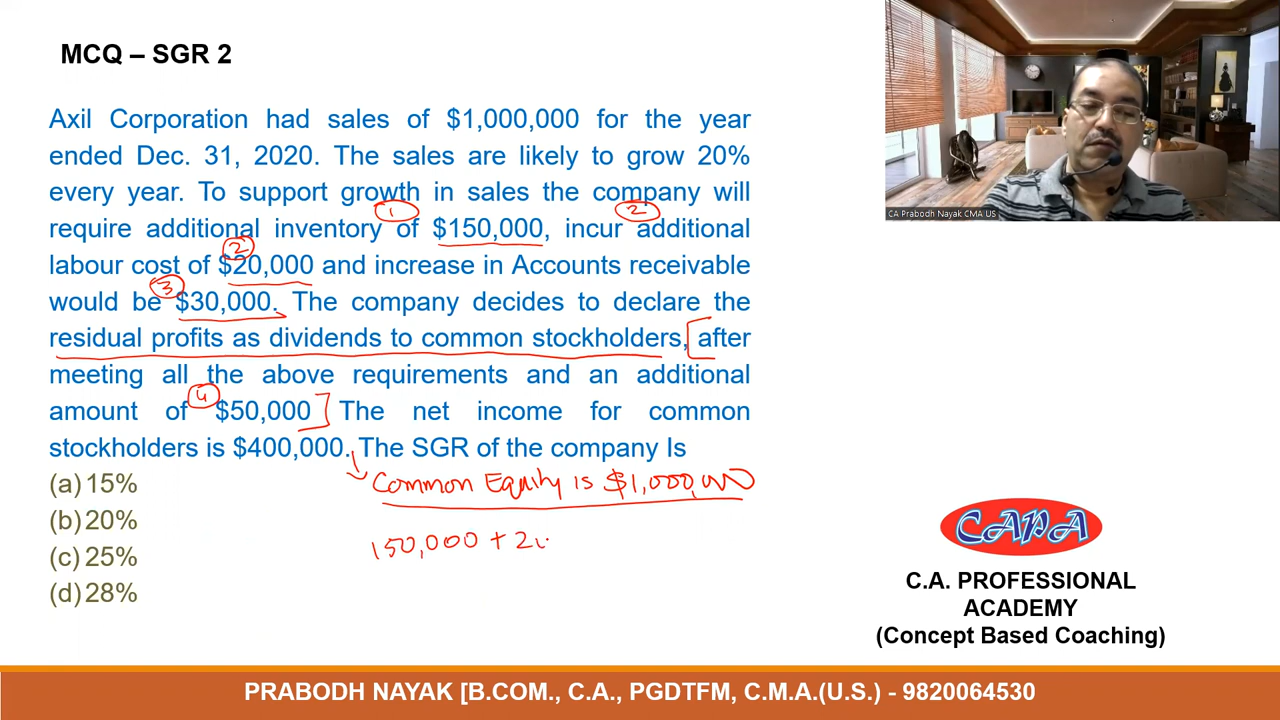 MCQ – SGR 2
Axil Corporation had sales of $1,000,000 for the year
ended Dec. 31, 2020. The sales are likely to grow 20%
every year. To support growth in sales the company will
1 2
require additional inventory of $150,000, incur additional
2
labour cost of $20,000 and increase in Accounts receivable
3
would be $30,000. The company decides to declare the
residual profits as dividends to common stockholders, [after
meeting all the above requirements and an additional
4
amount of $50,000] The net income for common
stockholders is $400,000. The SGR of the company Is
Common Equity is $1,000,000
(a) 15%
(b) 20%
(c) 25%
(d) 28%
150,000 + 20
CA Prabodh Nayak CMA US
CAPA
C.A. PROFESSIONAL
ACADEMY
(Concept Based Coaching)
PRABODH NAYAK [B.COM., C.A., PGDTFM, C.M.A.(U.S.) - 9820064530